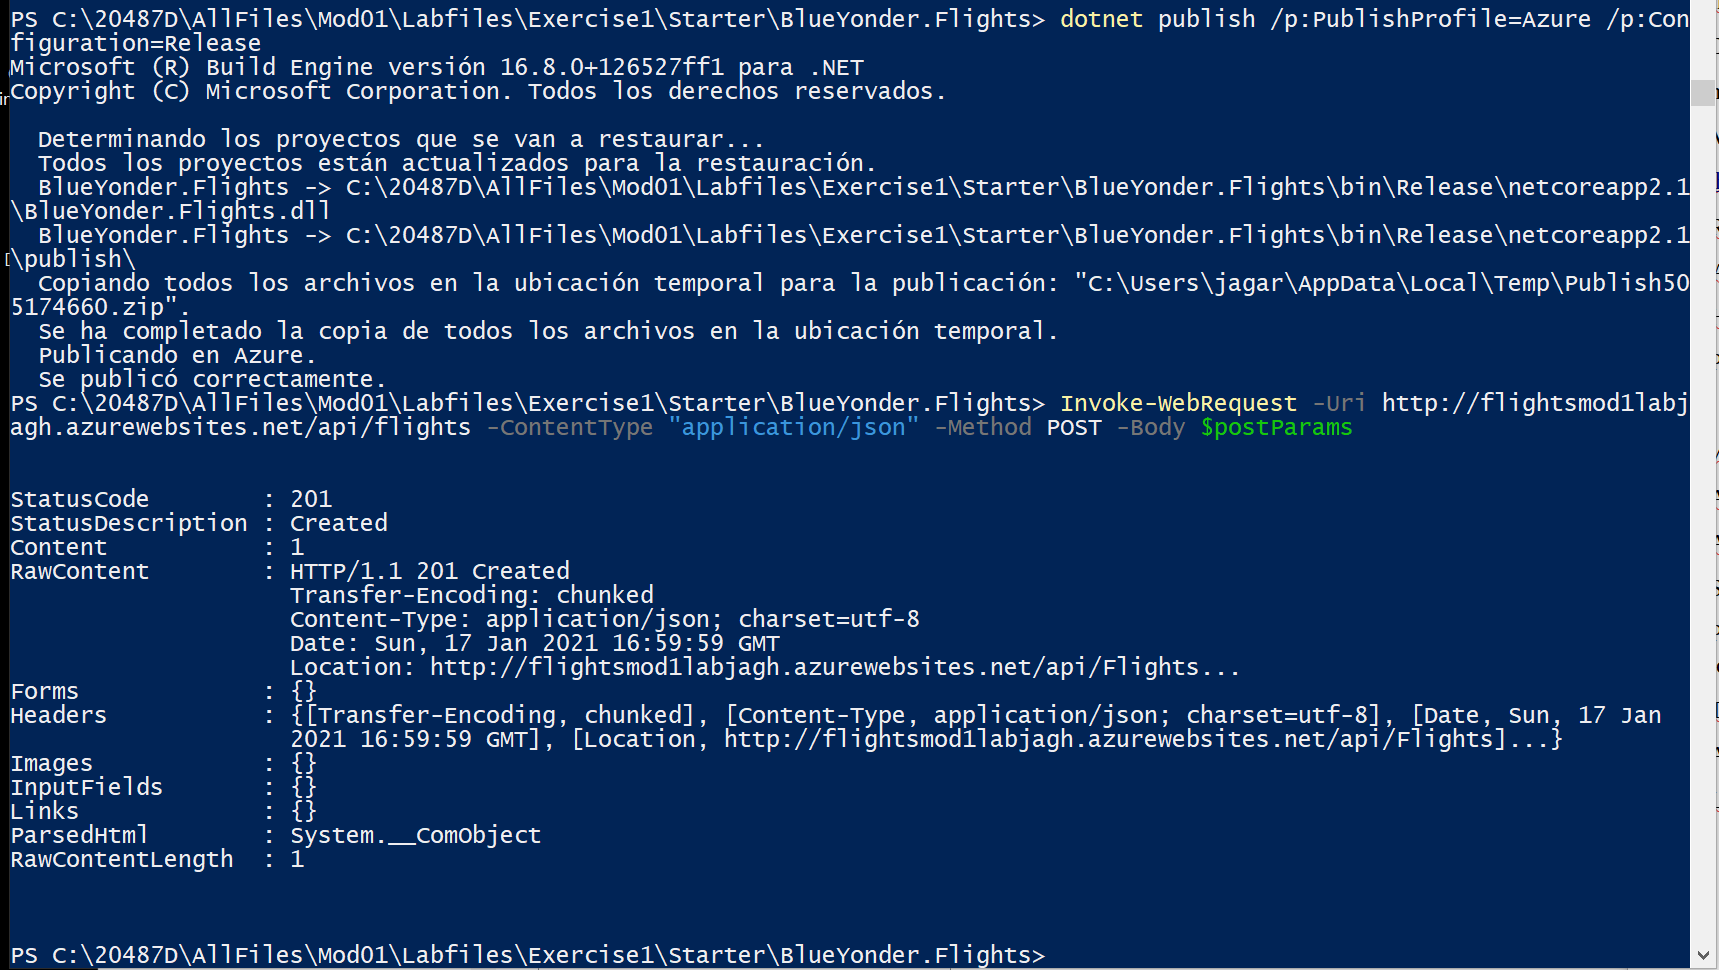 PS C:\20487D\AllFiles\Mod01\Labfiles\Exercise1\Starter\BlueYonder.Flights> dotnet publish /p:PublishProfile=Azure /p:Con
figuration=Release
Microsoft (R) Build Engine versión 16.8.0+126527ff1 para .NET
Copyright (C) Microsoft Corporation. Todos los derechos reservados.
  Determinando los proyectos que se van a restaurar...
  Todos los proyectos están actualizados para la restauración.
  BlueYonder.Flights -> C:\20487D\AllFiles\Mod01\Labfiles\Exercise1\Starter\BlueYonder.Flights\bin\Release\netcoreapp2.1
\BlueYonder.Flights.dll
  BlueYonder.Flights -> C:\20487D\AllFiles\Mod01\Labfiles\Exercise1\Starter\BlueYonder.Flights\bin\Release\netcoreapp2.1
\publish\
  Copiando todos los archivos en la ubicación temporal para la publicación: "C:\Users\jagar\AppData\Local\Temp\Publish50
5174660.zip".
  Se ha completado la copia de todos los archivos en la ubicación temporal.
  Publicando en Azure.
  Se publicó correctamente.
PS C:\20487D\AllFiles\Mod01\Labfiles\Exercise1\Starter\BlueYonder.Flights> Invoke-WebRequest -Uri http://flightsmod1labj
agh.azurewebsites.net/api/flights -ContentType "application/json" -Method POST -Body $postParams
StatusCode        : 201
StatusDescription : Created
Content           : 1
RawContent        : HTTP/1.1 201 Created
                    Transfer-Encoding: chunked
                    Content-Type: application/json; charset=utf-8
                    Date: Sun, 17 Jan 2021 16:59:59 GMT
                    Location: http://flightsmod1labjagh.azurewebsites.net/api/Flights...
Forms             : {}
Headers           : {[Transfer-Encoding, chunked], [Content-Type, application/json; charset=utf-8], [Date, Sun, 17 Jan
                    2021 16:59:59 GMT], [Location, http://flightsmod1labjagh.azurewebsites.net/api/Flights]...}
Images            : {}
InputFields       : {}
Links             : {}
ParsedHtml        : System.__ComObject
RawContentLength  : 1
PS C:\20487D\AllFiles\Mod01\Labfiles\Exercise1\Starter\BlueYonder.Flights>